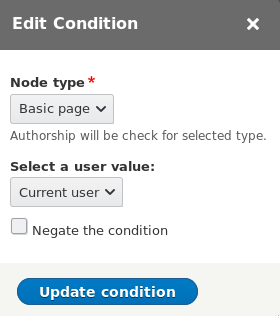 Edit Condition
Node type*
Basic page
Authorship will be check for selected type.
Select a user value:
Current user
Negate the condition
Update condition